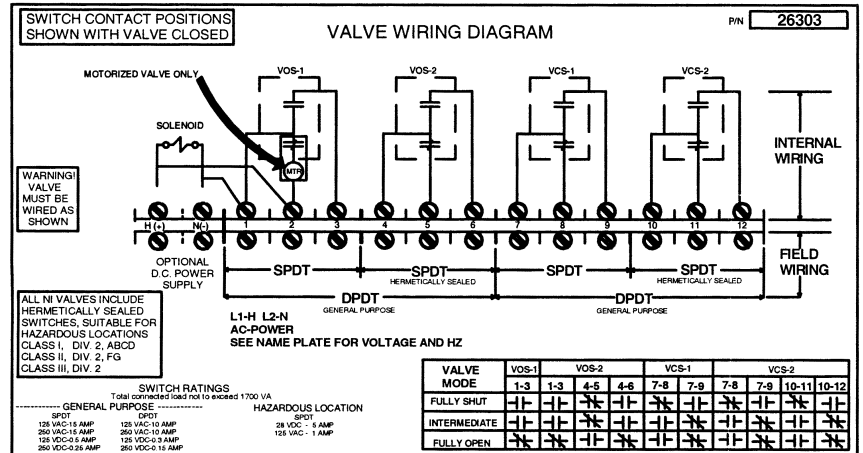 SWITCH CONTACT POSITIONS
SHOWN WITH VALVE CLOSED
VALVE WIRING DIAGRAM
P/N 26303
MOTORIZED VALVE ONLY
VOS-1
VOS-2
VCS-1
VCS-2
SOLENOID
MTR
INTERNAL
WIRING
WARNING!
VALVE
MUST BE
WIRED AS
SHOWN
H (+) N(-) 1 2 3 4 5 6 7 8 9 10 11 12
OPTIONAL
D.C. POWER
SUPPLY
SPDT
SPDT
HERMETICALLY SEALED
SPDT
SPDT
HERMETICALLY SEALED
FIELD
WIRING
DPDT
GENERAL PURPOSE
DPDT
GENERAL PURPOSE
L1-H L2-N
AC-POWER
SEE NAME PLATE FOR VOLTAGE AND HZ
ALL NI VALVES INCLUDE
HERMETICALLY SEALED
SWITCHES, SUITABLE FOR
HAZARDOUS LOCATIONS
CLASS I, DIV. 2, ABCD
CLASS II, DIV. 2, FG
CLASS III, DIV. 2
SWITCH RATINGS
Total connected load not to exceed 1700 VA
GENERAL PURPOSE
SPDT DPDT
125 VAC-15 AMP 125 VAC-10 AMP
250 VAC-15 AMP 250 VAC-10 AMP
125 VDC-0.5 AMP 125 VDC-0.3 AMP
250 VDC-0.25 AMP 250 VDC-0.15 AMP
HAZARDOUS LOCATION
SPDT
28 VDC - 5 AMP
125 VAC - 1 AMP
VALVE MODE VOS-1 VOS-2 VCS-1 VCS-2
1-3 1-3 4-5 4-6 7-8 7-9 7-8 7-9 10-11 10-12
FULLY SHUT
INTERMEDIATE
FULLY OPEN